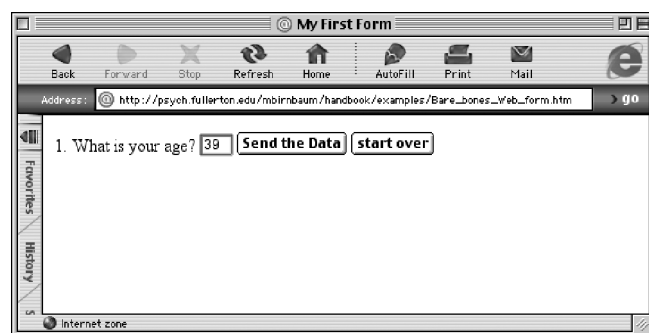 My First Form
Back Forward Stop Refresh Home AutoFill Print Mail
Address: http://psych.fullerton.edu/mbirnbaum/handbook/examples/Bare_bones_Web_form.htm go
1. What is your age? 39 Send the Data start over
Favorites
History
Internet zone